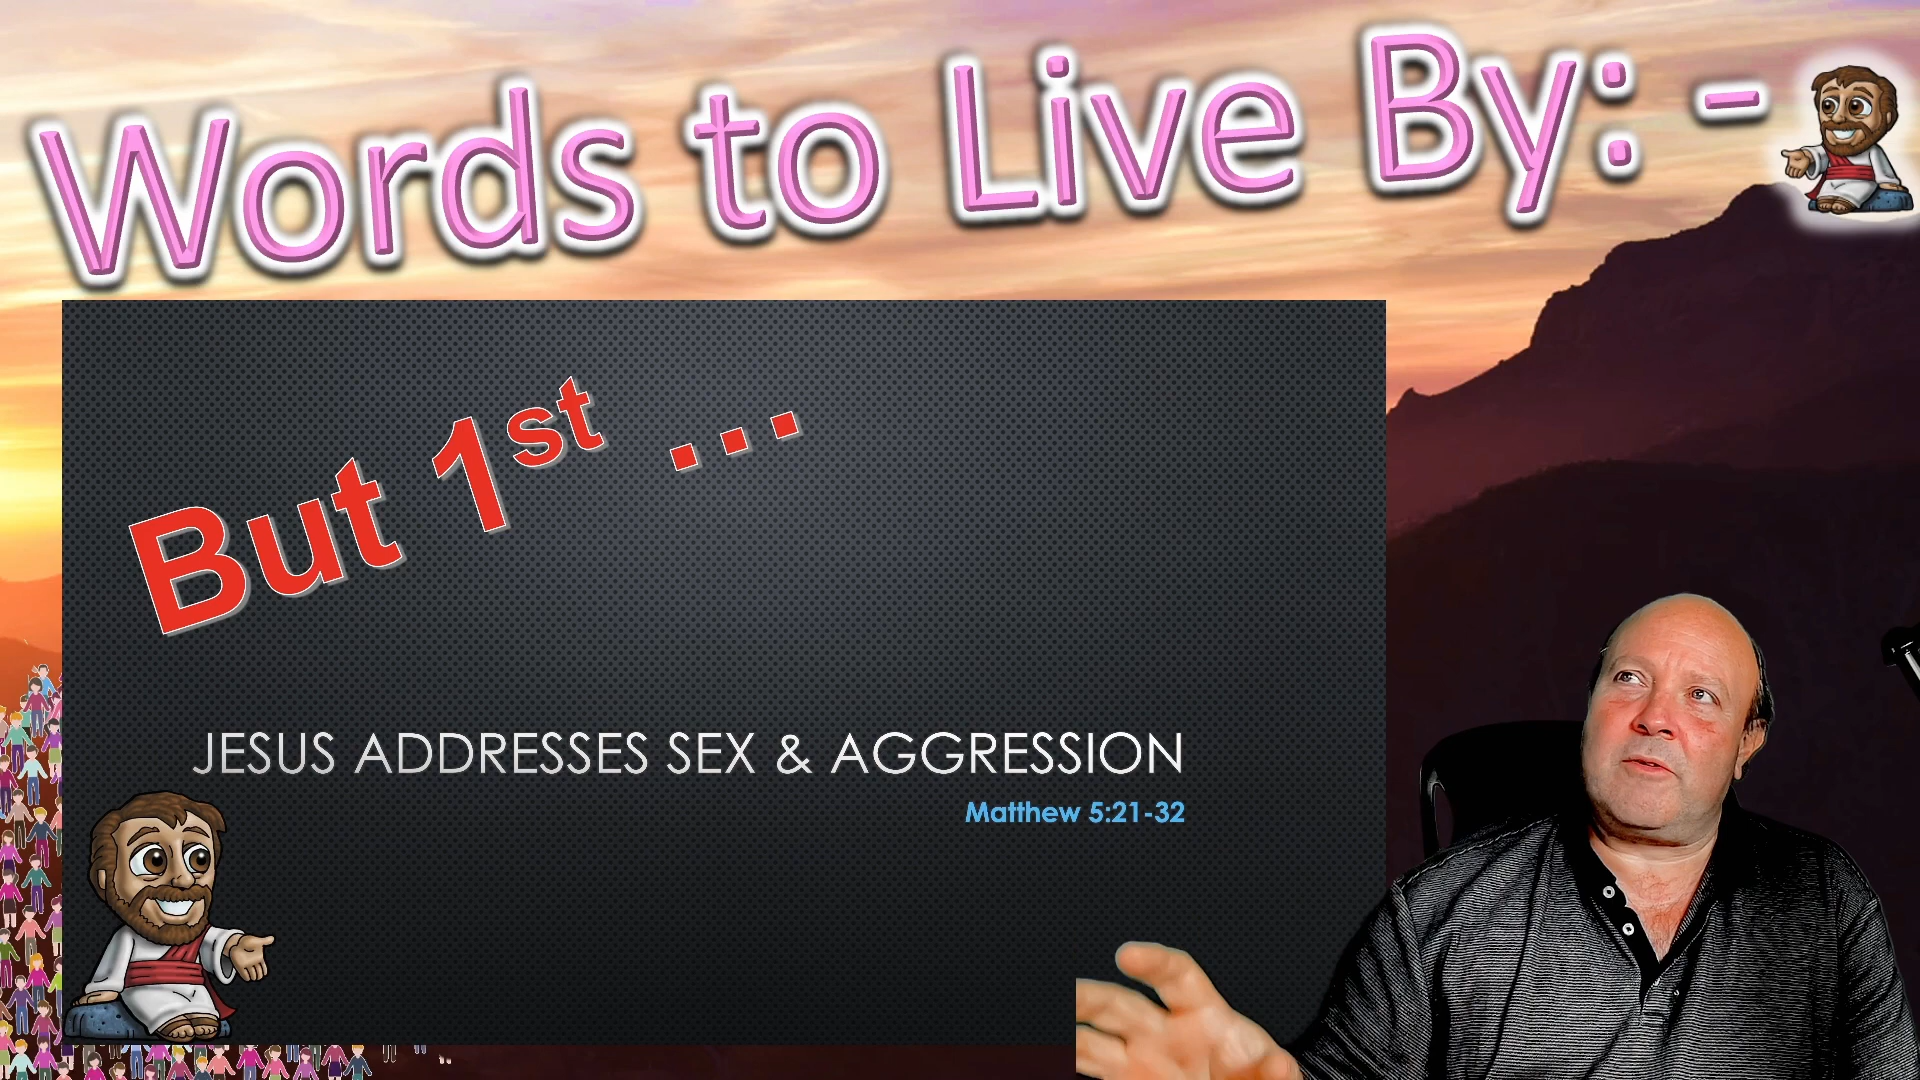 Words to Live By: -
But 1st ...
JESUS ADDRESSES SEX & AGGRESSION
Matthew 5:21-32